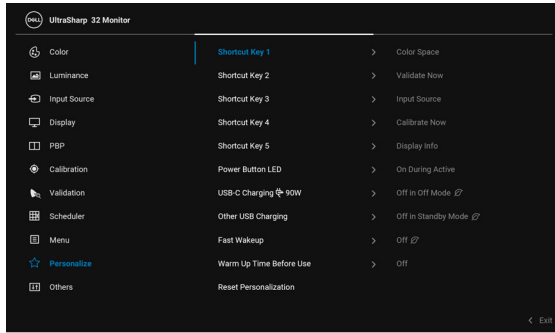 DELL UltraSharp 32 Monitor
Color Shortcut Key 1 > Color Space
Luminance Shortcut Key 2 > Validate Now
Input Source Shortcut Key 3 > Input Source
Display Shortcut Key 4 > Calibrate Now
PBP Shortcut Key 5 > Display Info
Calibration Power Button LED > On During Active
Validation USB-C Charging 90W > Off in Off Mode
Scheduler Other USB Charging > Off in Standby Mode
Menu Fast Wakeup > Off
Personalize Warm Up Time Before Use > Off
Others Reset Personalization
< Exit